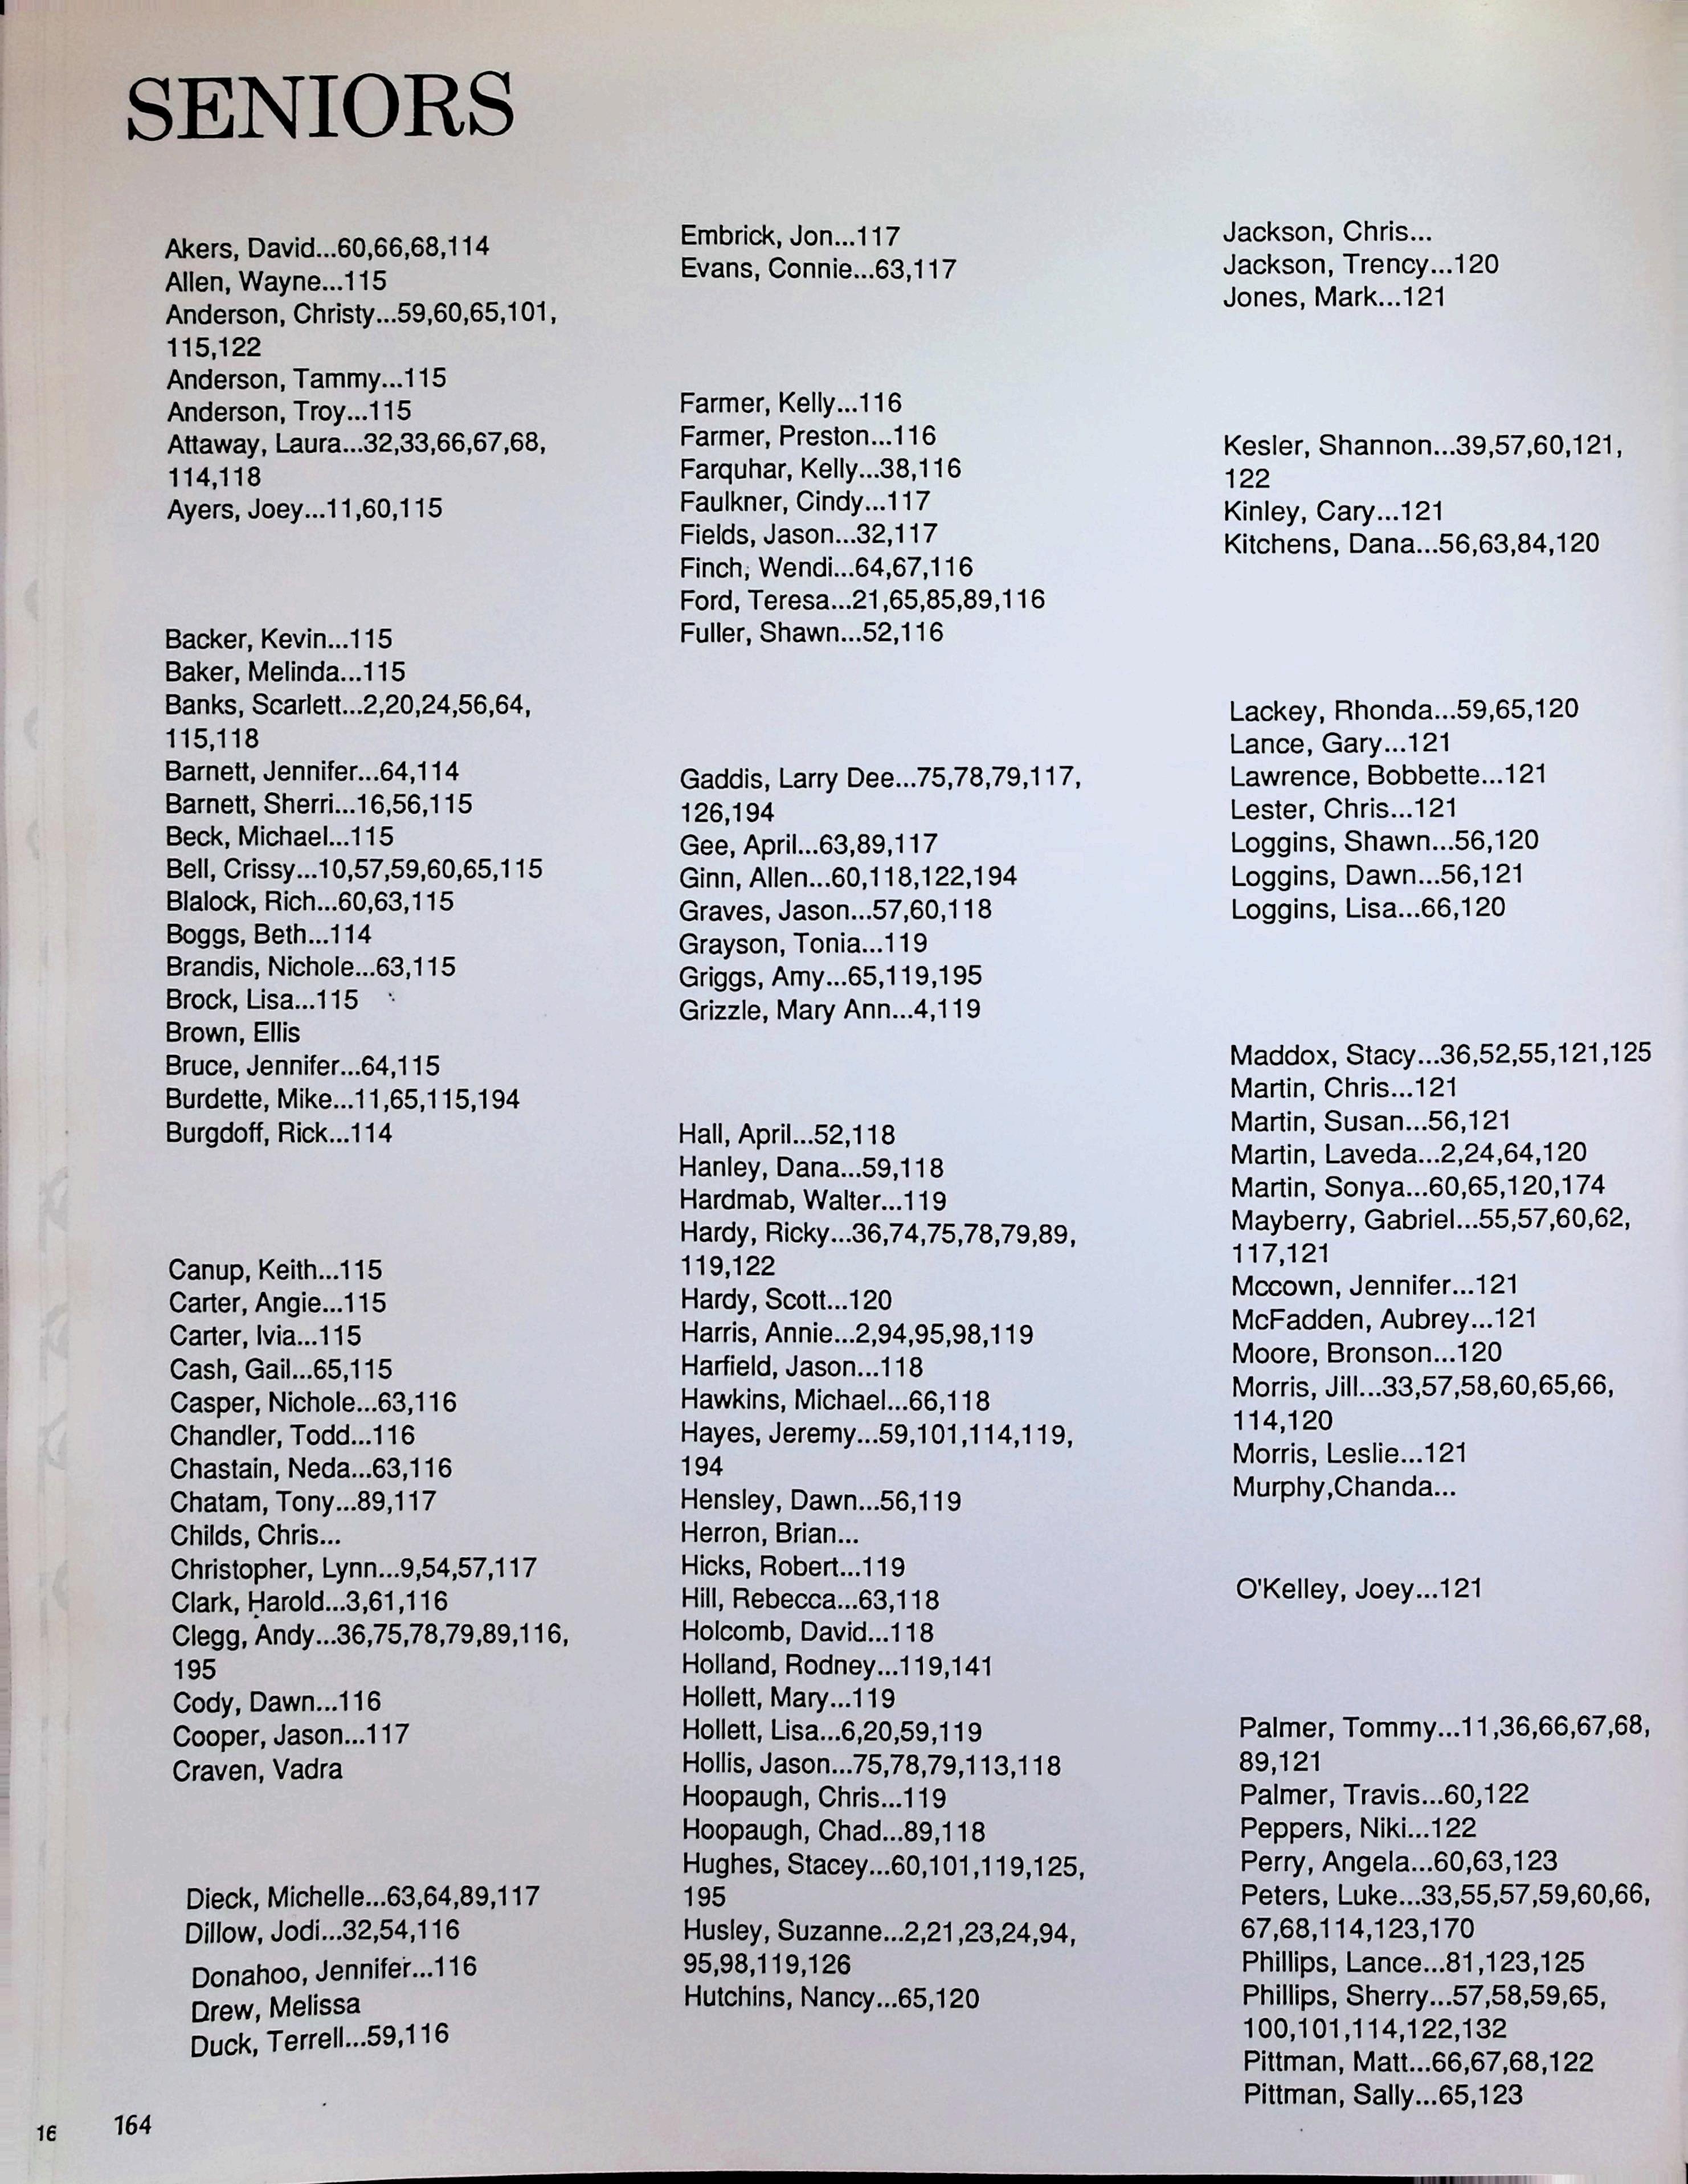 SENIORS
Akers, David...60,66,68,114
Allen, Wayne...115
Anderson, Christy...59,60,65,101,
115,122
Anderson, Tammy...115
Anderson, Troy...115
Attaway, Laura...32,33,66,67,68,
114,118
Ayers, Joey...11,60,115
Backer, Kevin...115
Baker, Melinda...115
Banks, Scarlett...2,20,24,56,64,
115,118
Barnett, Jennifer...64,114
Barnett, Sherri...16,56,115
Beck, Michael...115
Bell, Crissy...10,57,59,60,65,115
Blalock, Rich...60,63,115
Boggs, Beth...114
Brandis, Nichole...63,115
Brock, Lisa...115
Brown, Ellis
Bruce, Jennifer...64,115
Burdette, Mike...11,65,115,194
Burgdoff, Rick...114
Canup, Keith...115
Carter, Angie...115
Carter, Ivia...115
Cash, Gail...65,115
Casper, Nichole...63,116
Chandler, Todd...116
Chastain, Neda...63,116
Chatam, Tony...89,117
Childs, Chris...
Christopher, Lynn...9,54,57,117
Clark, Harold...3,61,116
Clegg, Andy...36,75,78,79,89,116,
195
Cody, Dawn...116
Cooper, Jason...117
Craven, Vadra
Dieck, Michelle...63,64,89,117
Dillow, Jodi...32,54,116
Donahoo, Jennifer...116
Drew, Melissa
Duck, Terrell...59,116
Embrick, Jon...117
Evans, Connie...63,117
Farmer, Kelly...116
Farmer, Preston...116
Farquhar, Kelly...38,116
Faulkner, Cindy...117
Fields, Jason...32,117
Finch, Wendi...64,67,116
Ford, Teresa...21,65,85,89,116
Fuller, Shawn...52,116
Gaddis, Larry Dee...75,78,79,117,
126,194
Gee, April...63,89,117
Ginn, Allen...60,118,122,194
Graves, Jason...57,60,118
Grayson, Tonia...119
Griggs, Amy...65,119,195
Grizzle, Mary Ann...4,119
Hall, April...52,118
Hanley, Dana...59,118
Hardmab, Walter...119
Hardy, Ricky...36,74,75,78,79,89,
119,122
Hardy, Scott...120
Harris, Annie...2,94,95,98,119
Harfield, Jason...118
Hawkins, Michael...66,118
Hayes, Jeremy...59,101,114,119,
194
Hensley, Dawn...56,119
Herron, Brian...
Hicks, Robert...119
Hill, Rebecca...63,118
Holcomb, David...118
Holland, Rodney...119,141
Hollett, Mary...119
Hollett, Lisa...6,20,59,119
Hollis, Jason...75,78,79,113,118
Hoopaugh, Chris...119
Hoopaugh, Chad...89,118
Hughes, Stacey...60,101,119,125,
195
Husley, Suzanne...2,21,23,24,94,
95,98,119,126
Hutchins, Nancy...65,120
Jackson, Chris...
Jackson, Trency...120
Jones, Mark...121
Kesler, Shannon...39,57,60,121,
122
Kinley, Cary...121
Kitchens, Dana...56,63,84,120
Lackey, Rhonda...59,65,120
Lance, Gary...121
Lawrence, Bobbette...121
Lester, Chris...121
Loggins, Shawn...56,120
Loggins, Dawn...56,121
Loggins, Lisa...66,120
Maddox, Stacy...36,52,55,121,125
Martin, Chris...121
Martin, Susan...56,121
Martin, Laveda...2,24,64,120
Martin, Sonya...60,65,120,174
Mayberry, Gabriel...55,57,60,62,
117,121
Mccown, Jennifer...121
McFadden, Aubrey...121
Moore, Bronson...120
Morris, Jill...33,57,58,60,65,66,
114,120
Morris, Leslie...121
Murphy,Chanda...
O'Kelley, Joey...121
Palmer, Tommy...11,36,66,67,68,
89,121
Palmer, Travis...60,122
Peppers, Niki...122
Perry, Angela...60,63,123
Peters, Luke...33,55,57,59,60,66,
67,68,114,123,170
Phillips, Lance...81,123,125
Phillips, Sherry...57,58,59,65,
100,101,114,122,132
Pittman, Matt...66,67,68,122
Pittman, Sally...65,123
16
164